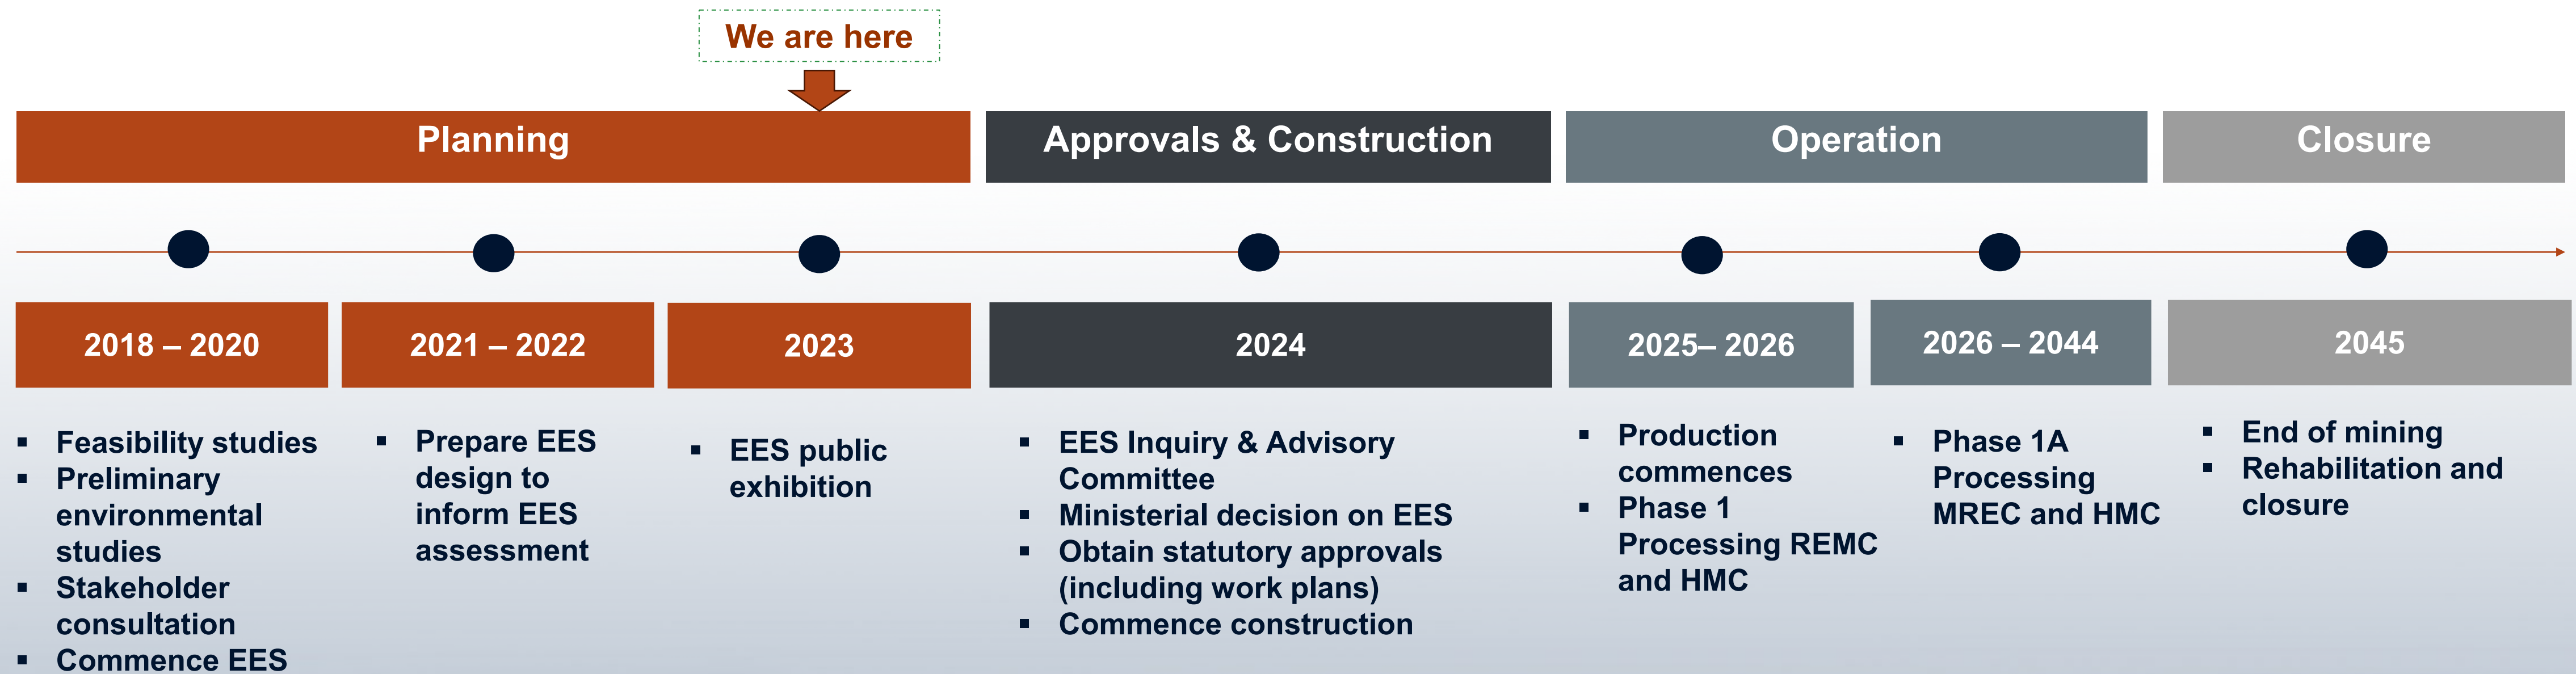 We are here
Planning
Approvals & Construction
Operation
Closure
2018 – 2020
2021 – 2022
2023
2024
2025– 2026
2026 – 2044
2045
▪ Feasibility studies
▪ Preliminary
environmental
studies
▪ Stakeholder
consultation
▪ Commence EES
▪ Prepare EES
design to
inform EES
assessment
▪ EES public
exhibition
▪ EES Inquiry & Advisory
Committee
▪ Ministerial decision on EES
▪ Obtain statutory approvals
(including work plans)
▪ Commence construction
▪ Production
commences
▪ Phase 1
Processing REMC
and HMC
▪ Phase 1A
Processing
MREC and HMC
▪ End of mining
▪ Rehabilitation and
closure